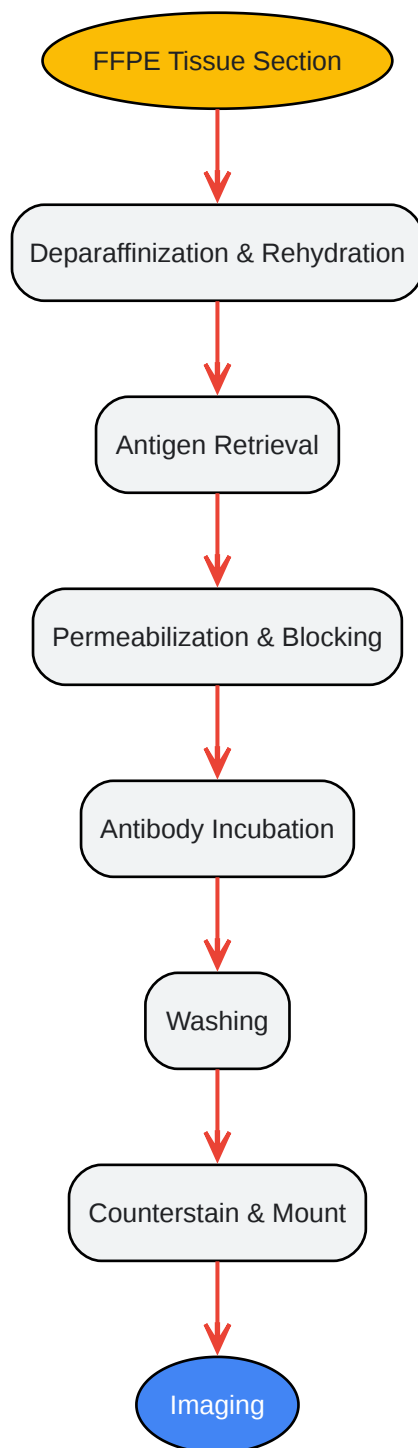 FFPE Tissue Section
Deparaffinization & Rehydration
Antigen Retrieval
Permeabilization & Blocking
Antibody Incubation
Washing
Counterstain & Mount
Imaging